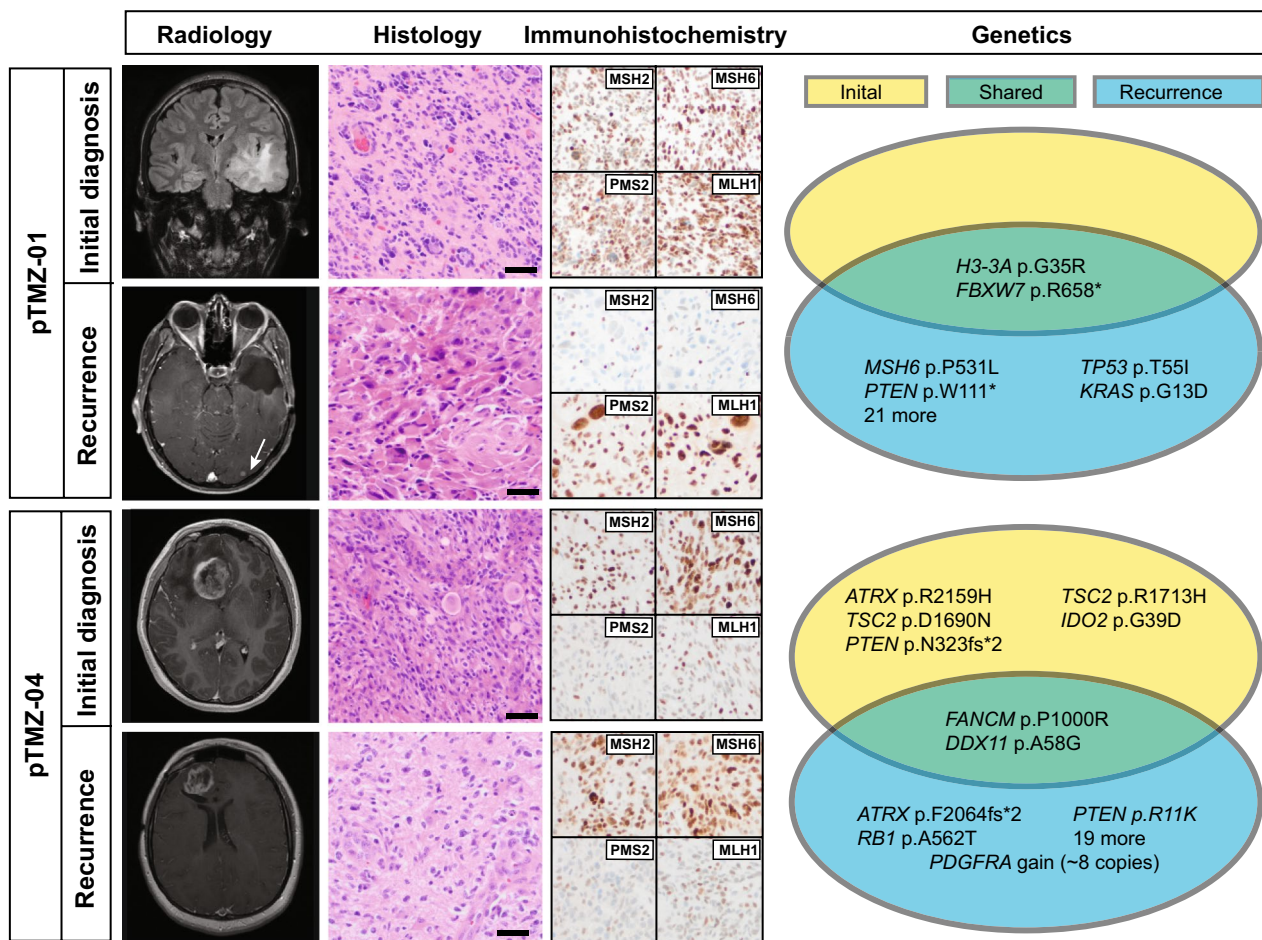 Radiology Histology Immunohistochemistry Genetics
pTMZ-01
Initial diagnosis
MSH2 MSH6
PMS2 MLH1
Inital Shared Recurrence
H3-3A p.G35R
FBXW7 p.R658*
Recurrence
MSH2 MSH6
PMS2 MLH1
MSH6 p.P531L TP53 p.T55I
PTEN p.W111* KRAS p.G13D
21 more
pTMZ-04
Initial diagnosis
MSH2 MSH6
PMS2 MLH1
ATRX p.R2159H TSC2 p.R1713H
TSC2 p.D1690N IDO2 p.G39D
PTEN p.N323fs*2
FANCM p.P1000R
DDX11 p.A58G
Recurrence
MSH2 MSH6
PMS2 MLH1
ATRX p.F2064fs*2 PTEN p.R11K
RB1 p.A562T 19 more
PDGFRA gain (~8 copies)